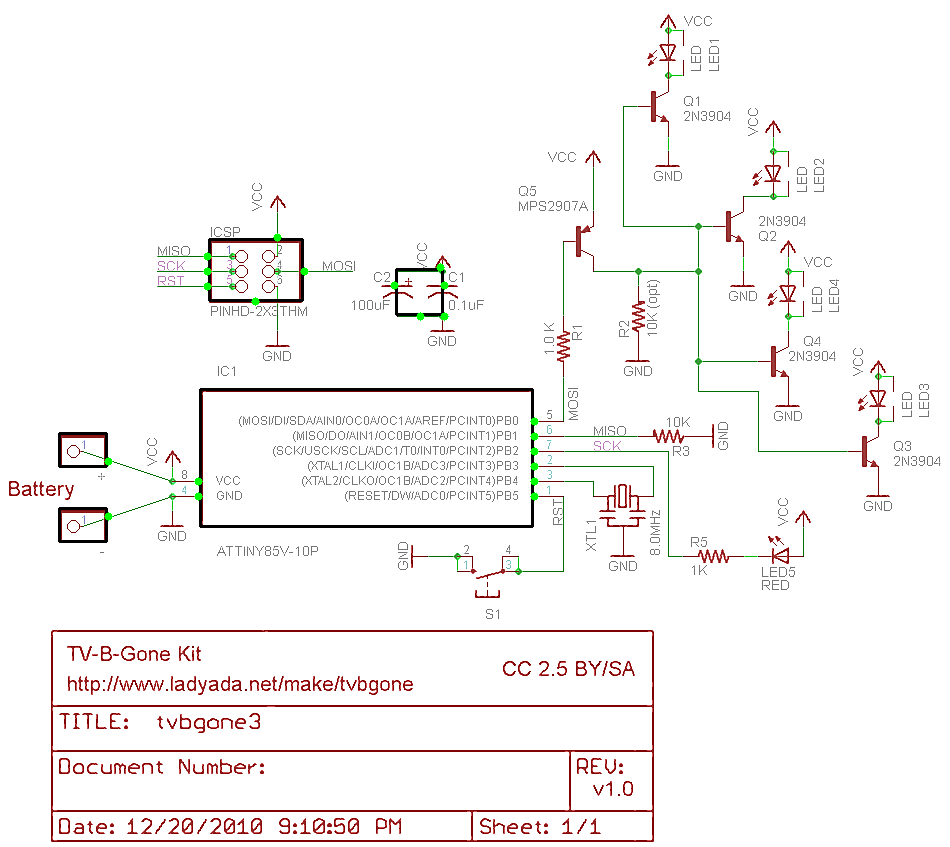 VCC
LED
LED1
Q1
2N3904
GND
VCC
LED
LED2
2N3904
Q2
GND
VCC
Q5
MPS2907A
VCC
LED
LED4
Q4
2N3904
GND
VCC
LED
LED3
Q3
2N3904
GND
R2
10K (opt)
GND
1.0 K
R1
MOSI
VCC
ICSP
MISO
SCK
RST
1
2
3
4
5
6
MOSI
PINHD-2X3THM
GND
VCC
C2
+
C1
100uF
0.1uF
GND
IC1
(MOSI/DI/SDA/AIN0/OC0A/OC1A/AREF/PCINT0)PB0
5
(MISO/DO/AIN1/OC0B/OC1A/PCINT1)PB1
6
MISO
10K
R3
GND
(SCK/USCK/SCL/ADC1/T0/INT0/PCINT2)PB2
7
SCK
(XTAL1/CLKI/OC1B/ADC3/PCINT3)PB3
2
(XTAL2/CLKO/OC1B/ADC2/PCINT4)PB4
3
(RESET/DW/ADC0/PCINT5)PB5
1
RST
VCC
GND
8
4
ATTINY85V-10P
1
+
VCC
Battery
1
-
GND
XTL1
8.0MHz
GND
GND
2
1
4
3
S1
R5
1K
VCC
LED5
RED
TV-B-Gone Kit
http://www.ladyada.net/make/tvbgone
CC 2.5 BY/SA
TITLE: tvbgone3
Document Number:
REV:
v1.0
Date: 12/20/2010 9:10:50 PM
Sheet: 1/1